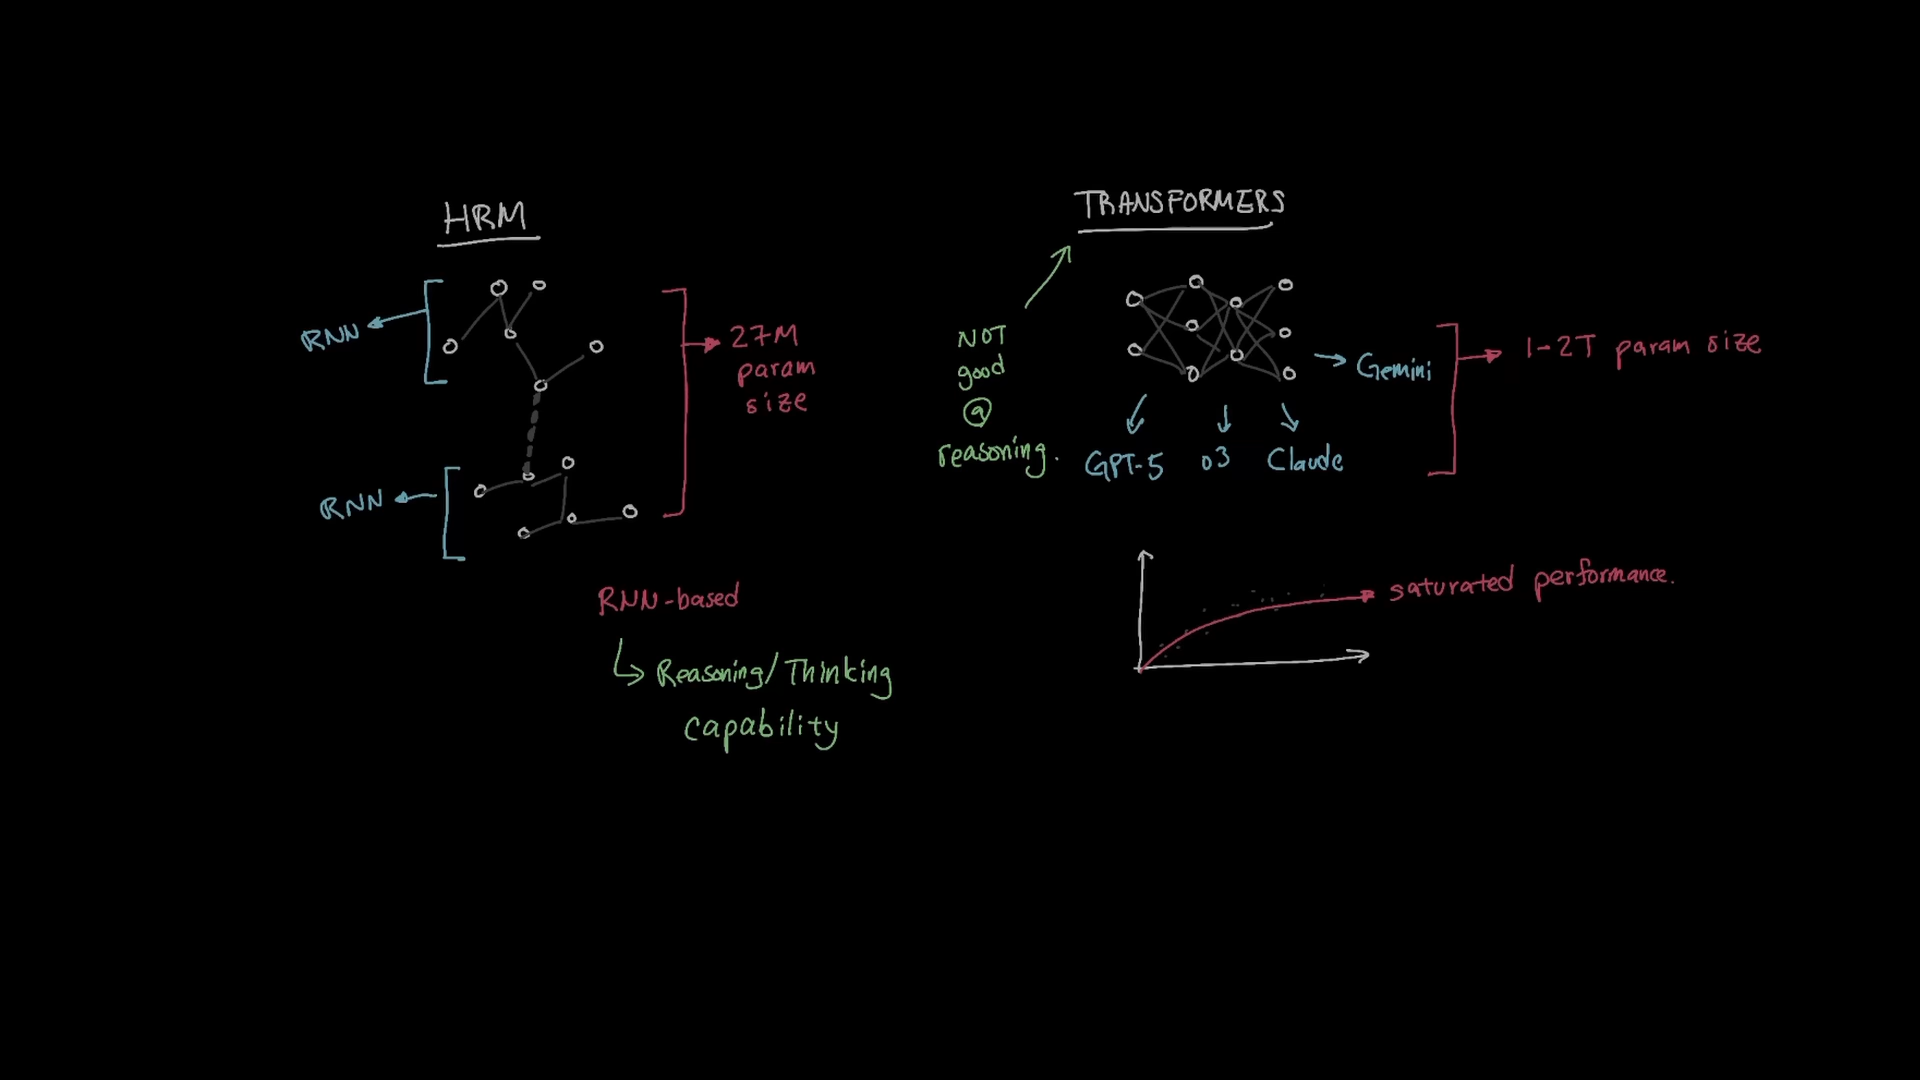 HRM
RNN
27M
param
size
RNN
RNN-based
Reasoning/Thinking
capability
TRANSFORMERS
NOT
good
@
reasoning.
Gemini
GPT-5 o3 Claude
1-2T param size
saturated performance.